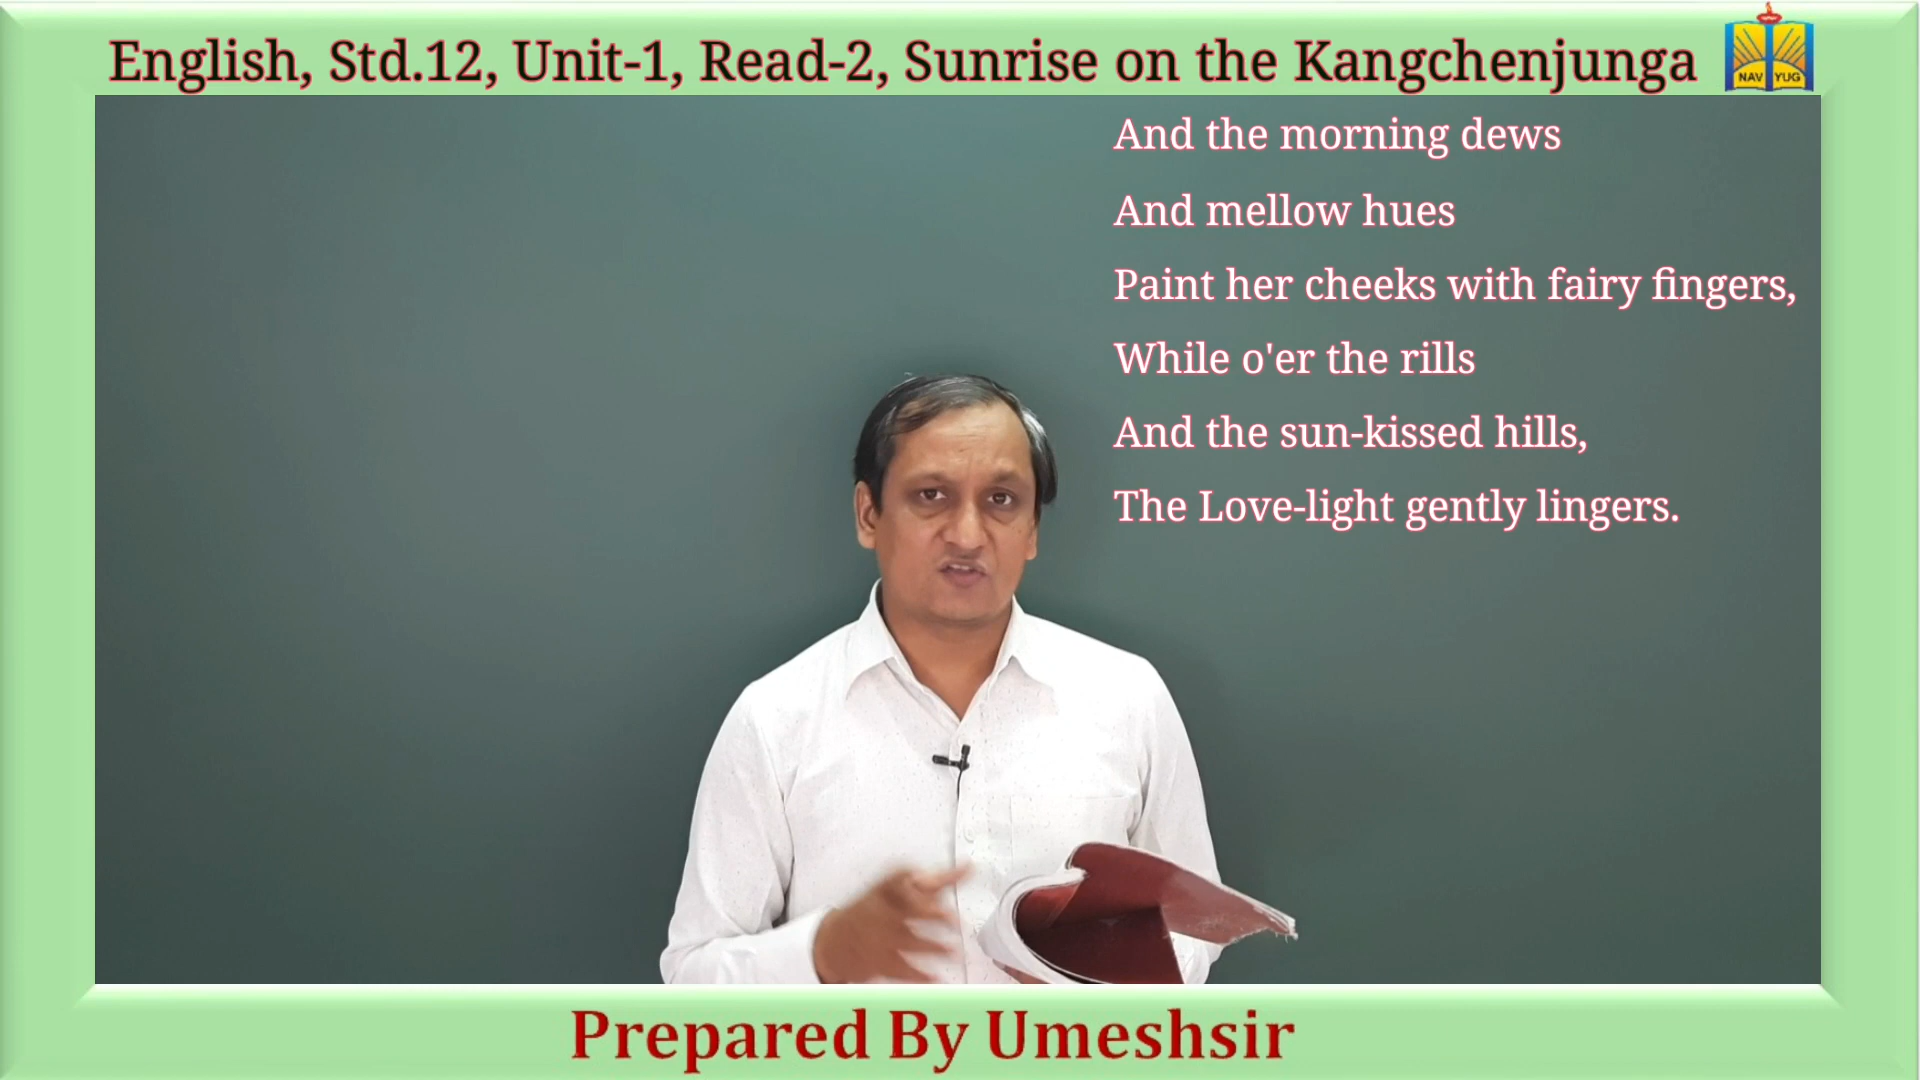 English, Std.12, Unit-1, Read-2, Sunrise on the Kangchenjunga
NAV YUG
And the morning dews
And mellow hues
Paint her cheeks with fairy fingers,
While o'er the rills
And the sun-kissed hills,
The Love-light gently lingers.
Prepared By Umeshsir